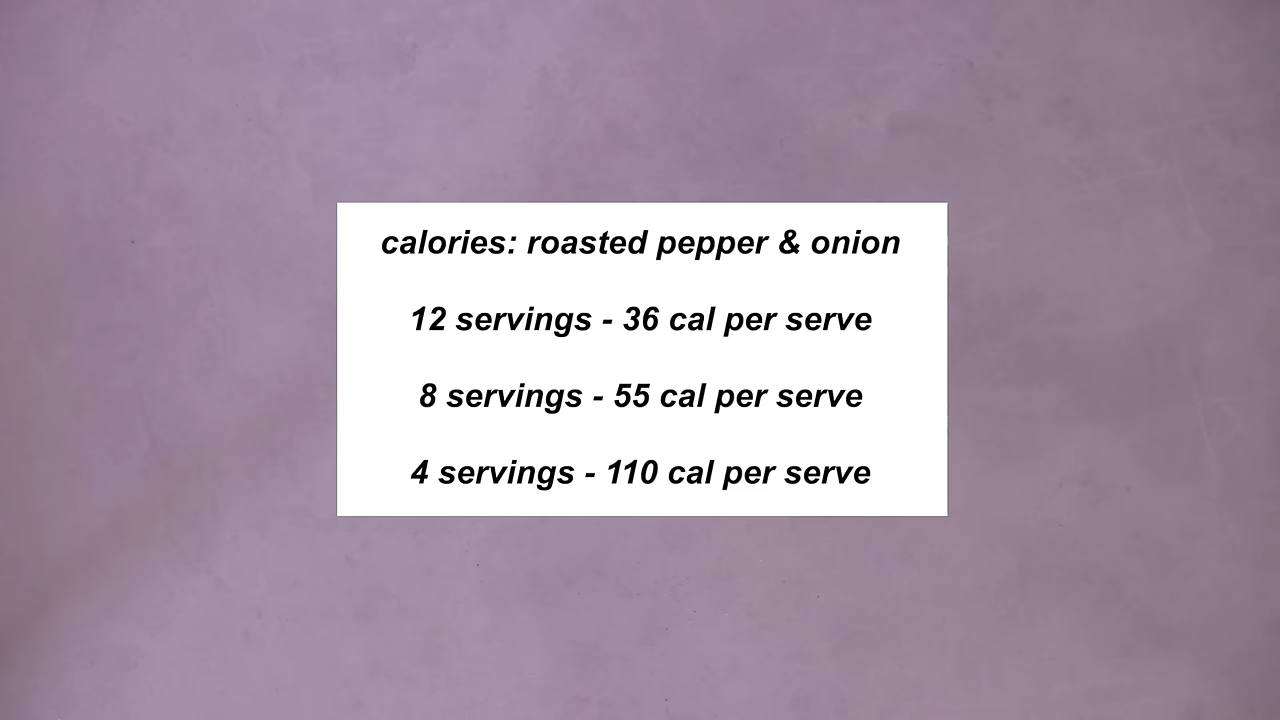 calories: roasted pepper & onion
12 servings - 36 cal per serve
8 servings - 55 cal per serve
4 servings - 110 cal per serve